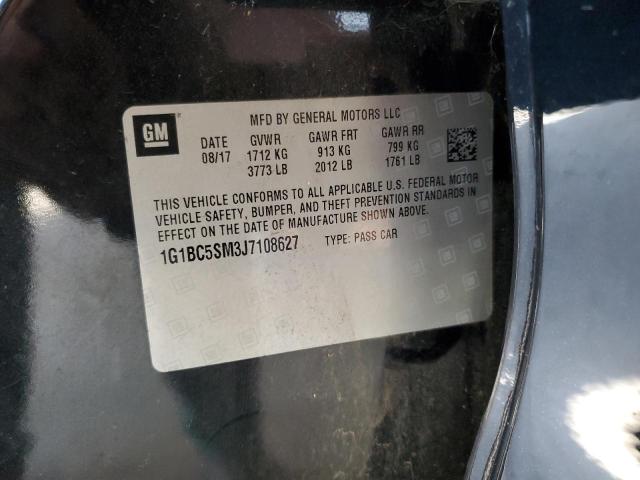 GM
MFD BY GENERAL MOTORS LLC
DATE GVWR GAWR FRT GAWR RR
08/17 1712 KG 913 KG 799 KG
3773 LB 2012 LB 1761 LB
THIS VEHICLE CONFORMS TO ALL APPLICABLE U.S. FEDERAL MOTOR
VEHICLE SAFETY, BUMPER, AND THEFT PREVENTION STANDARDS IN
EFFECT ON THE DATE OF MANUFACTURE SHOWN ABOVE.
1G1BC5SM3J7108627 TYPE: PASS CAR